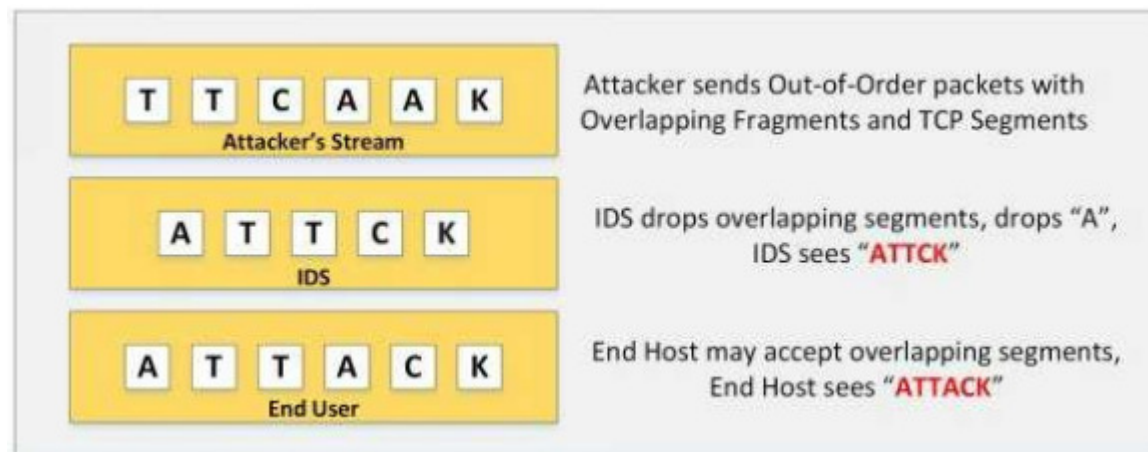 T T C A A K
Attacker's Stream
Attacker sends Out-of-Order packets with
Overlapping Fragments and TCP Segments
A T T C K
IDS
IDS drops overlapping segments, drops “A”,
IDS sees “ATTCK”
A T T A C K
End User
End Host may accept overlapping segments,
End Host sees “ATTACK”